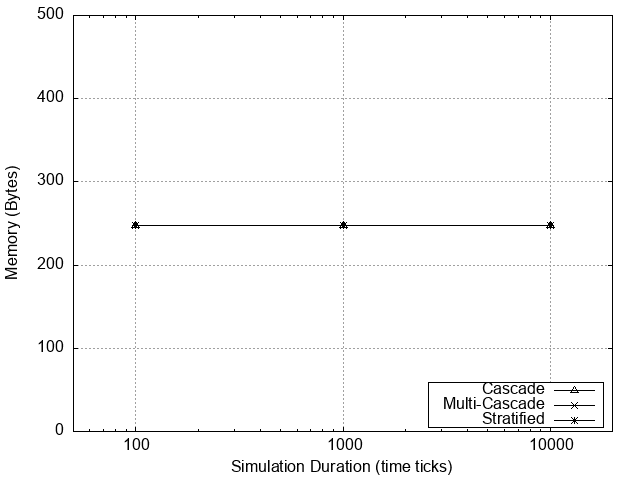 500
400
300
200
100
0
Memory (Bytes)
Cascade
Multi-Cascade
Stratified
100 1000 10000
Simulation Duration (time ticks)